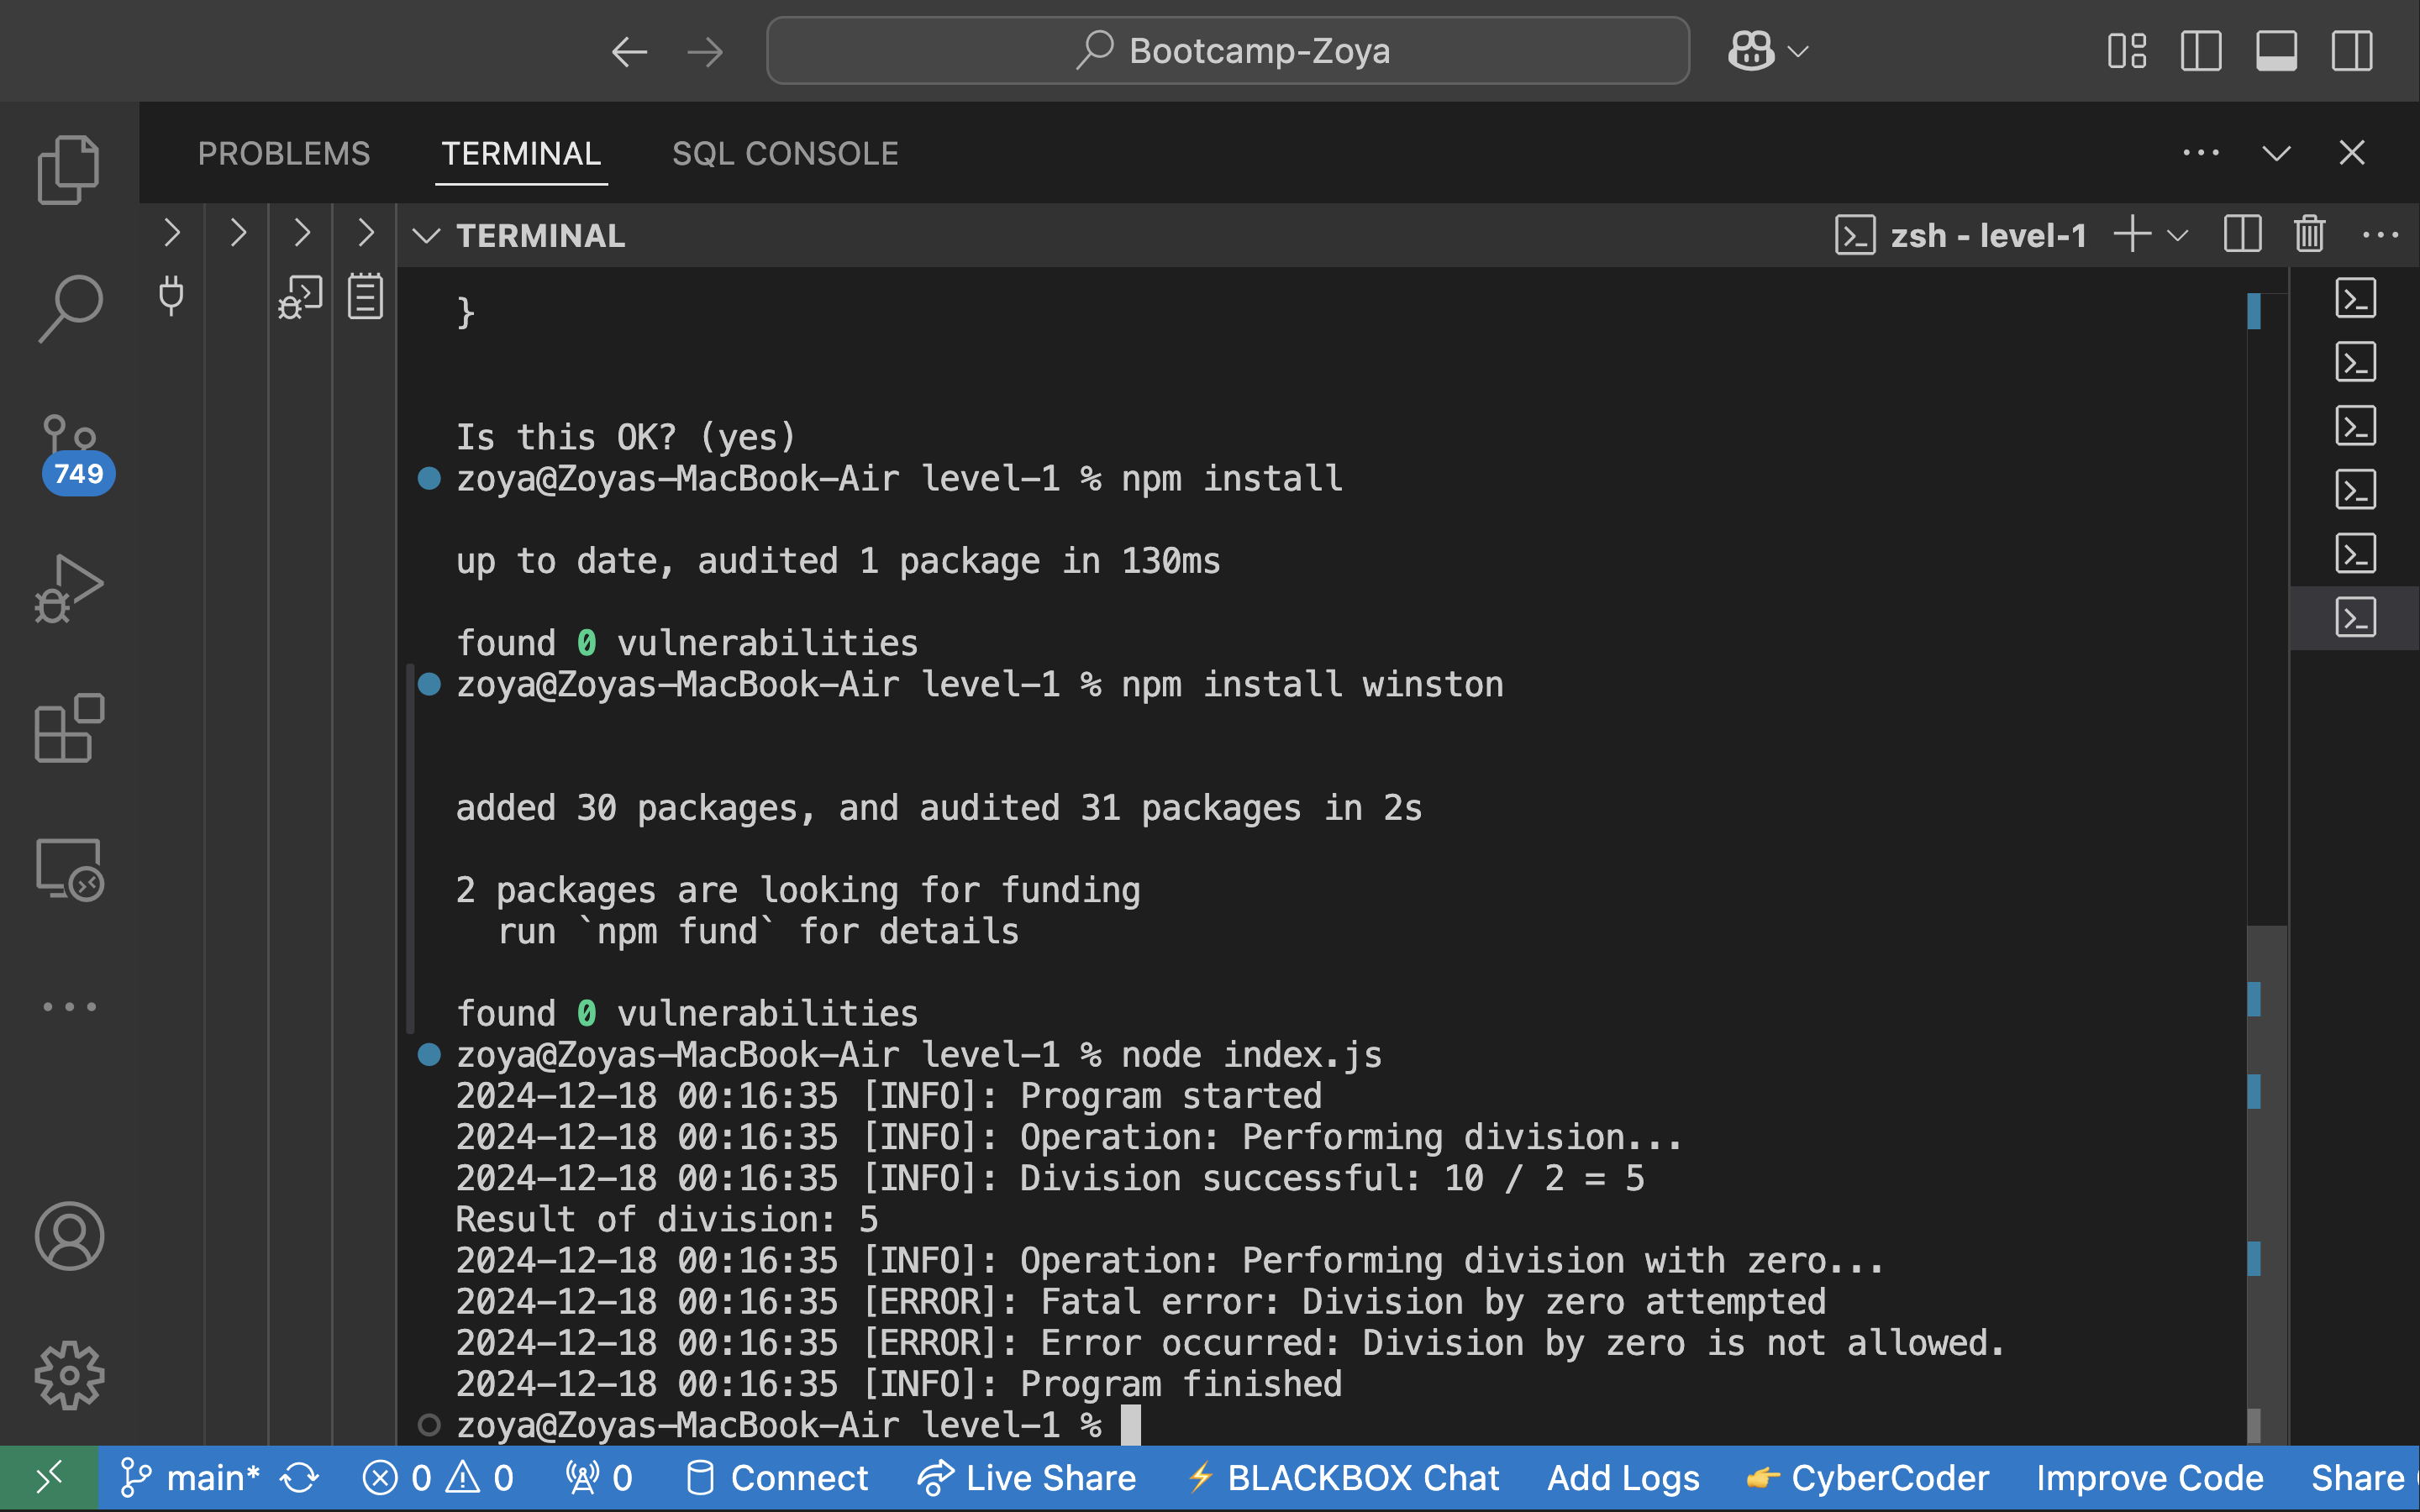 Bootcamp-Zoya
PROBLEMS TERMINAL SQL CONSOLE
TERMINAL
zsh - level-1
749
}
Is this OK? (yes)
zoya@Zoyas-MacBook-Air level-1 % npm install
up to date, audited 1 package in 130ms
found 0 vulnerabilities
zoya@Zoyas-MacBook-Air level-1 % npm install winston
added 30 packages, and audited 31 packages in 2s
2 packages are looking for funding
run `npm fund` for details
found 0 vulnerabilities
zoya@Zoyas-MacBook-Air level-1 % node index.js
2024-12-18 00:16:35 [INFO]: Program started
2024-12-18 00:16:35 [INFO]: Operation: Performing division...
2024-12-18 00:16:35 [INFO]: Division successful: 10 / 2 = 5
Result of division: 5
2024-12-18 00:16:35 [INFO]: Operation: Performing division with zero...
2024-12-18 00:16:35 [ERROR]: Fatal error: Division by zero attempted
2024-12-18 00:16:35 [ERROR]: Error occurred: Division by zero is not allowed.
2024-12-18 00:16:35 [INFO]: Program finished
zoya@Zoyas-MacBook-Air level-1 %
main* 0 0 0 Connect Live Share BLACKBOX Chat Add Logs CyberCoder Improve Code Share